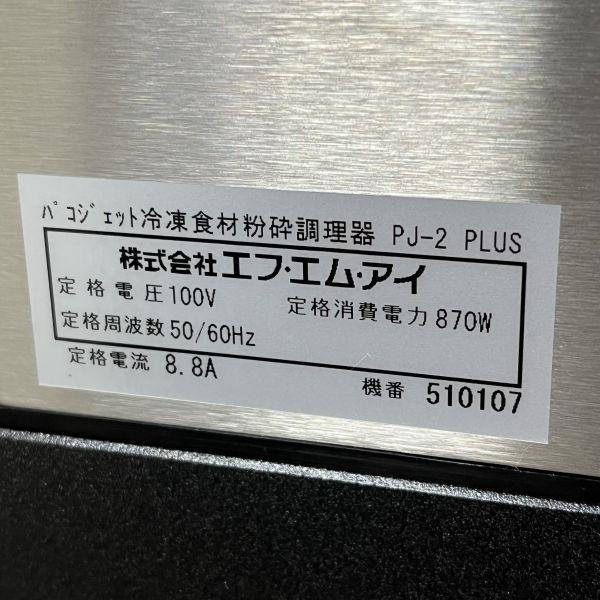 パコジェット冷凍食材粉砕調理器 PJ-2 PLUS
株式会社エフ・エム・アイ
定格電圧100V 定格消費電力870W
定格周波数50/60Hz
定格電流 8.8A
機番 510107